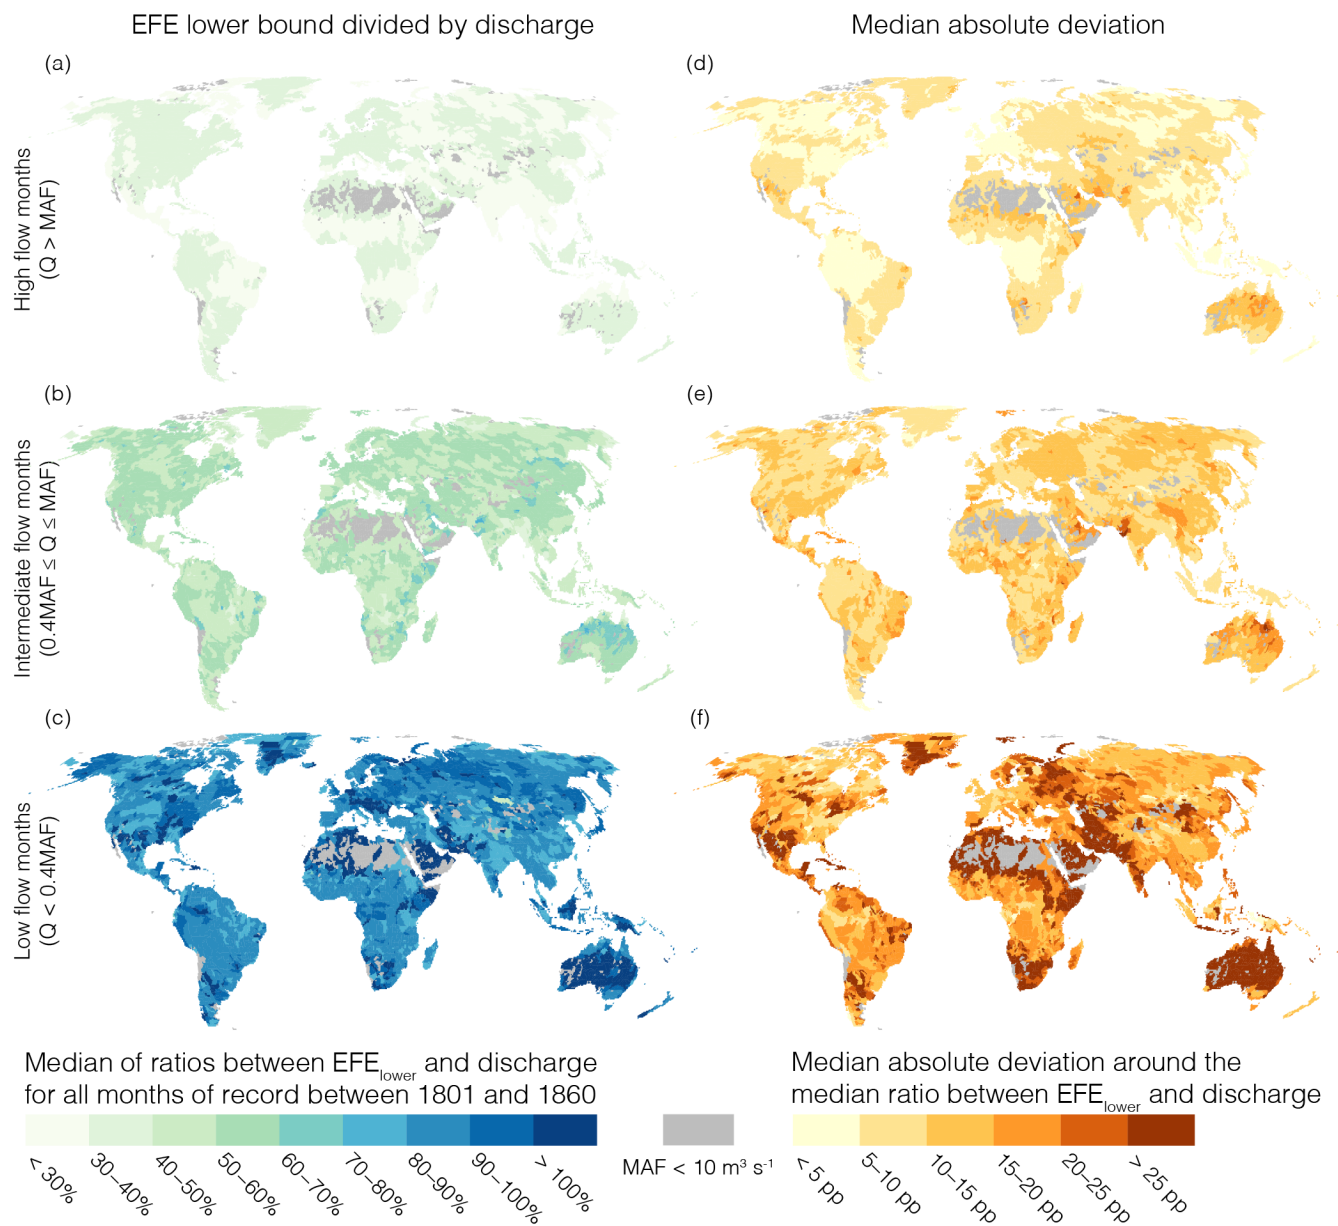 EFE lower bound divided by discharge
Median absolute deviation
(a)
(d)
High flow months
(Q > MAF)
(b)
(e)
Intermediate flow months
(0.4MAF ≤ Q ≤ MAF)
(c)
(f)
Low flow months
(Q < 0.4MAF)
Median of ratios between EFElower and discharge
for all months of record between 1801 and 1860
< 30%
30–40%
40–50%
50–60%
60–70%
70–80%
80–90%
90–100%
> 100%
MAF < 10 m³ s⁻¹
Median absolute deviation around the
median ratio between EFElower and discharge
< 5 pp
5–10 pp
10–15 pp
15–20 pp
20–25 pp
> 25 pp